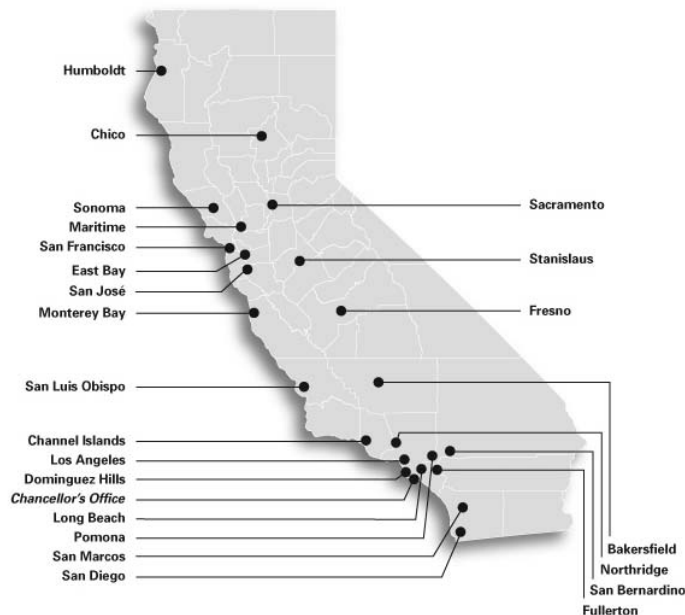 Humboldt
Chico
Sonoma
Maritime
San Francisco
East Bay
San José
Monterey Bay
San Luis Obispo
Channel Islands
Los Angeles
Dominguez Hills
Chancellor's Office
Long Beach
Pomona
San Marcos
San Diego
Sacramento
Stanislaus
Fresno
Bakersfield
Northridge
San Bernardino
Fullerton